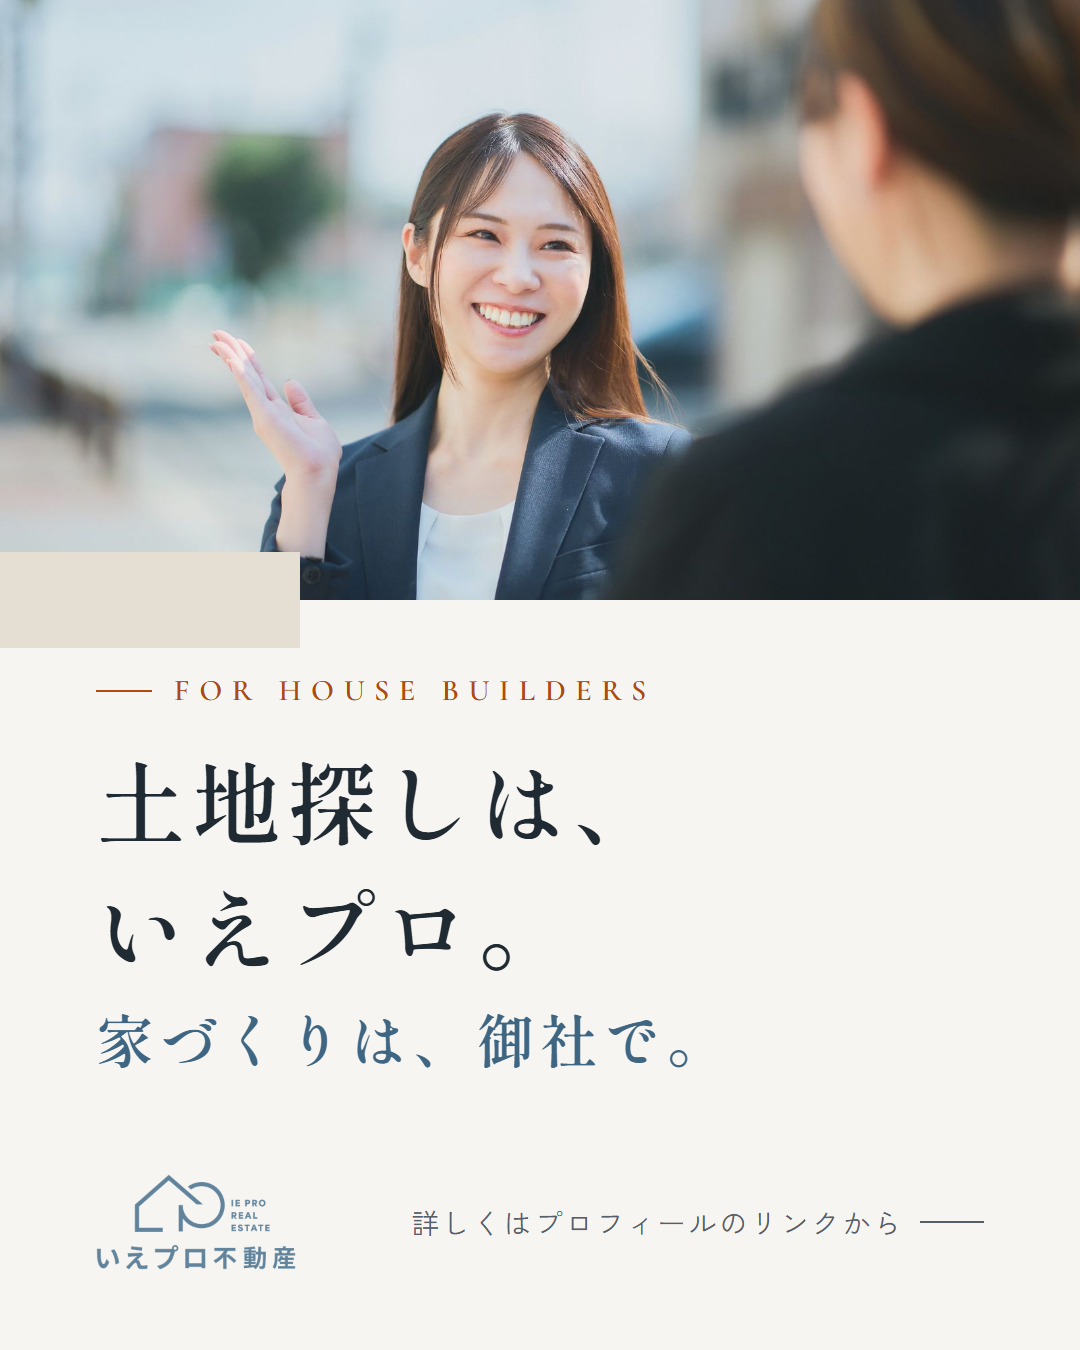 FOR HOUSE BUILDERS
土地探しは、
いえプロ。
家づくりは、御社で。
IE PRO
REAL
ESTATE
いえプロ不動産
詳しくはプロフィールのリンクから